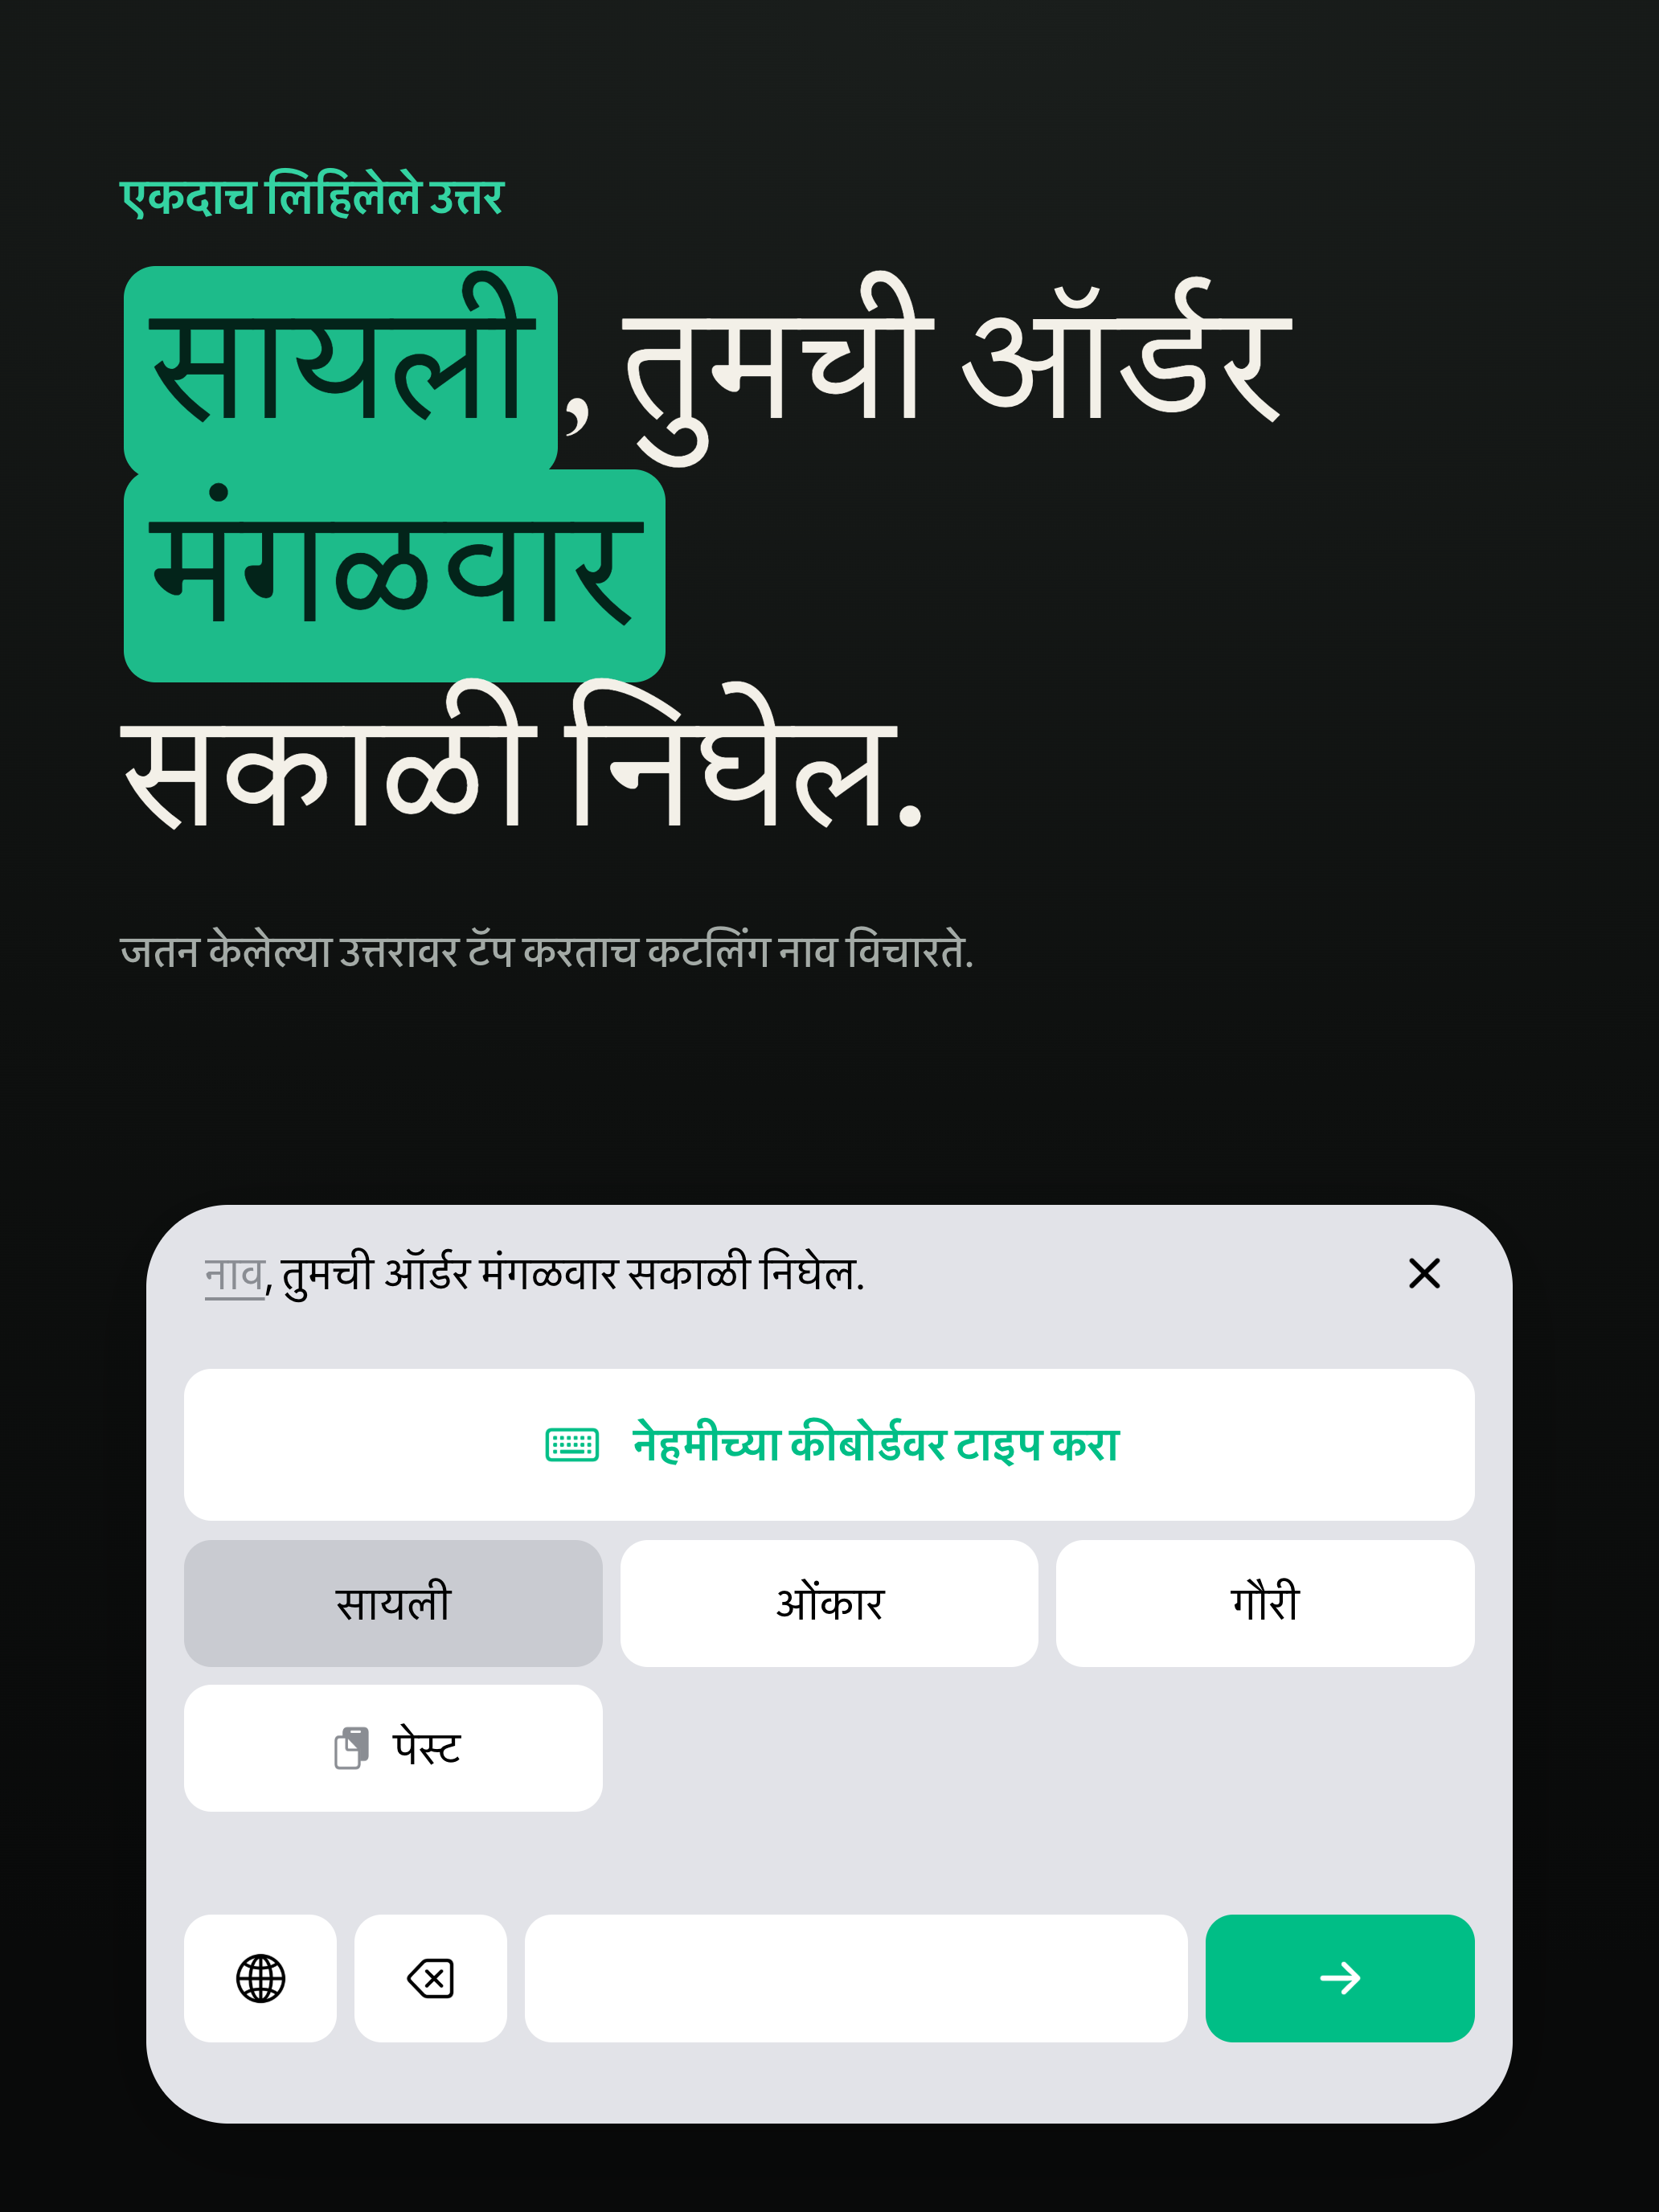 एकदाच लिहिलेले उत्तर
सायली, तुमची ऑर्डर
मंगळवार
सकाळी निघेल.
जतन केलेल्या उत्तरावर टॅप करताच कटलिंग नाव विचारते.
नाव, तुमची ऑर्डर मंगळवार सकाळी निघेल.
नेहमीच्या कीबोर्डवर टाइप करा
सायली
ओंकार
गौरी
पेस्ट